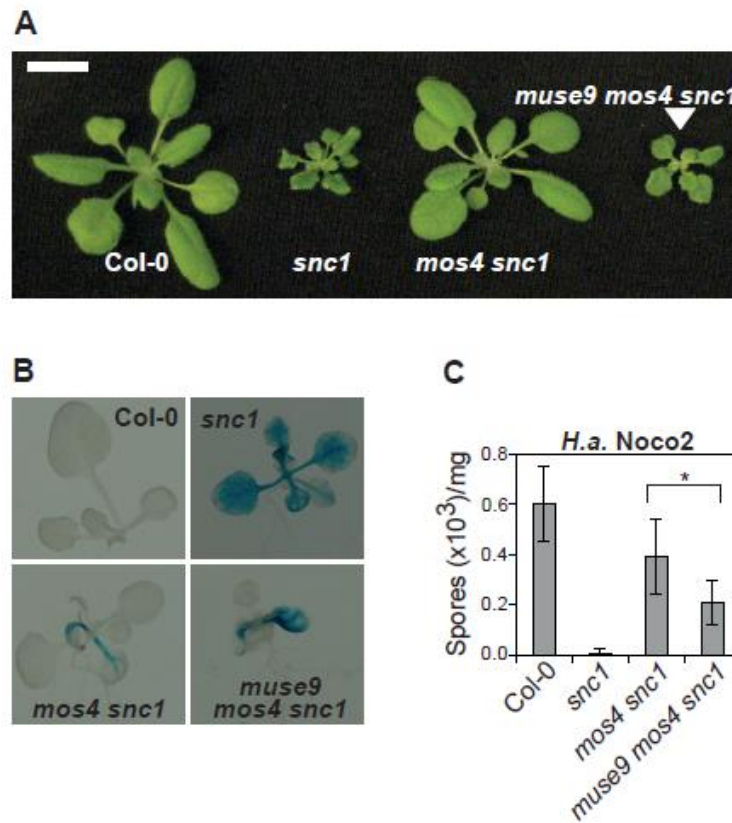 A
muse9 mos4 snc1
Col-0
snc1
mos4 snc1
B
Col-0
snc1
mos4 snc1
muse9
mos4 snc1
C
H.a. Noco2
Spores (x10³)/mg
0.8
0.6
0.4
0.2
0.0
*
Col-0
snc1
mos4 snc1
muse9 mos4 snc1